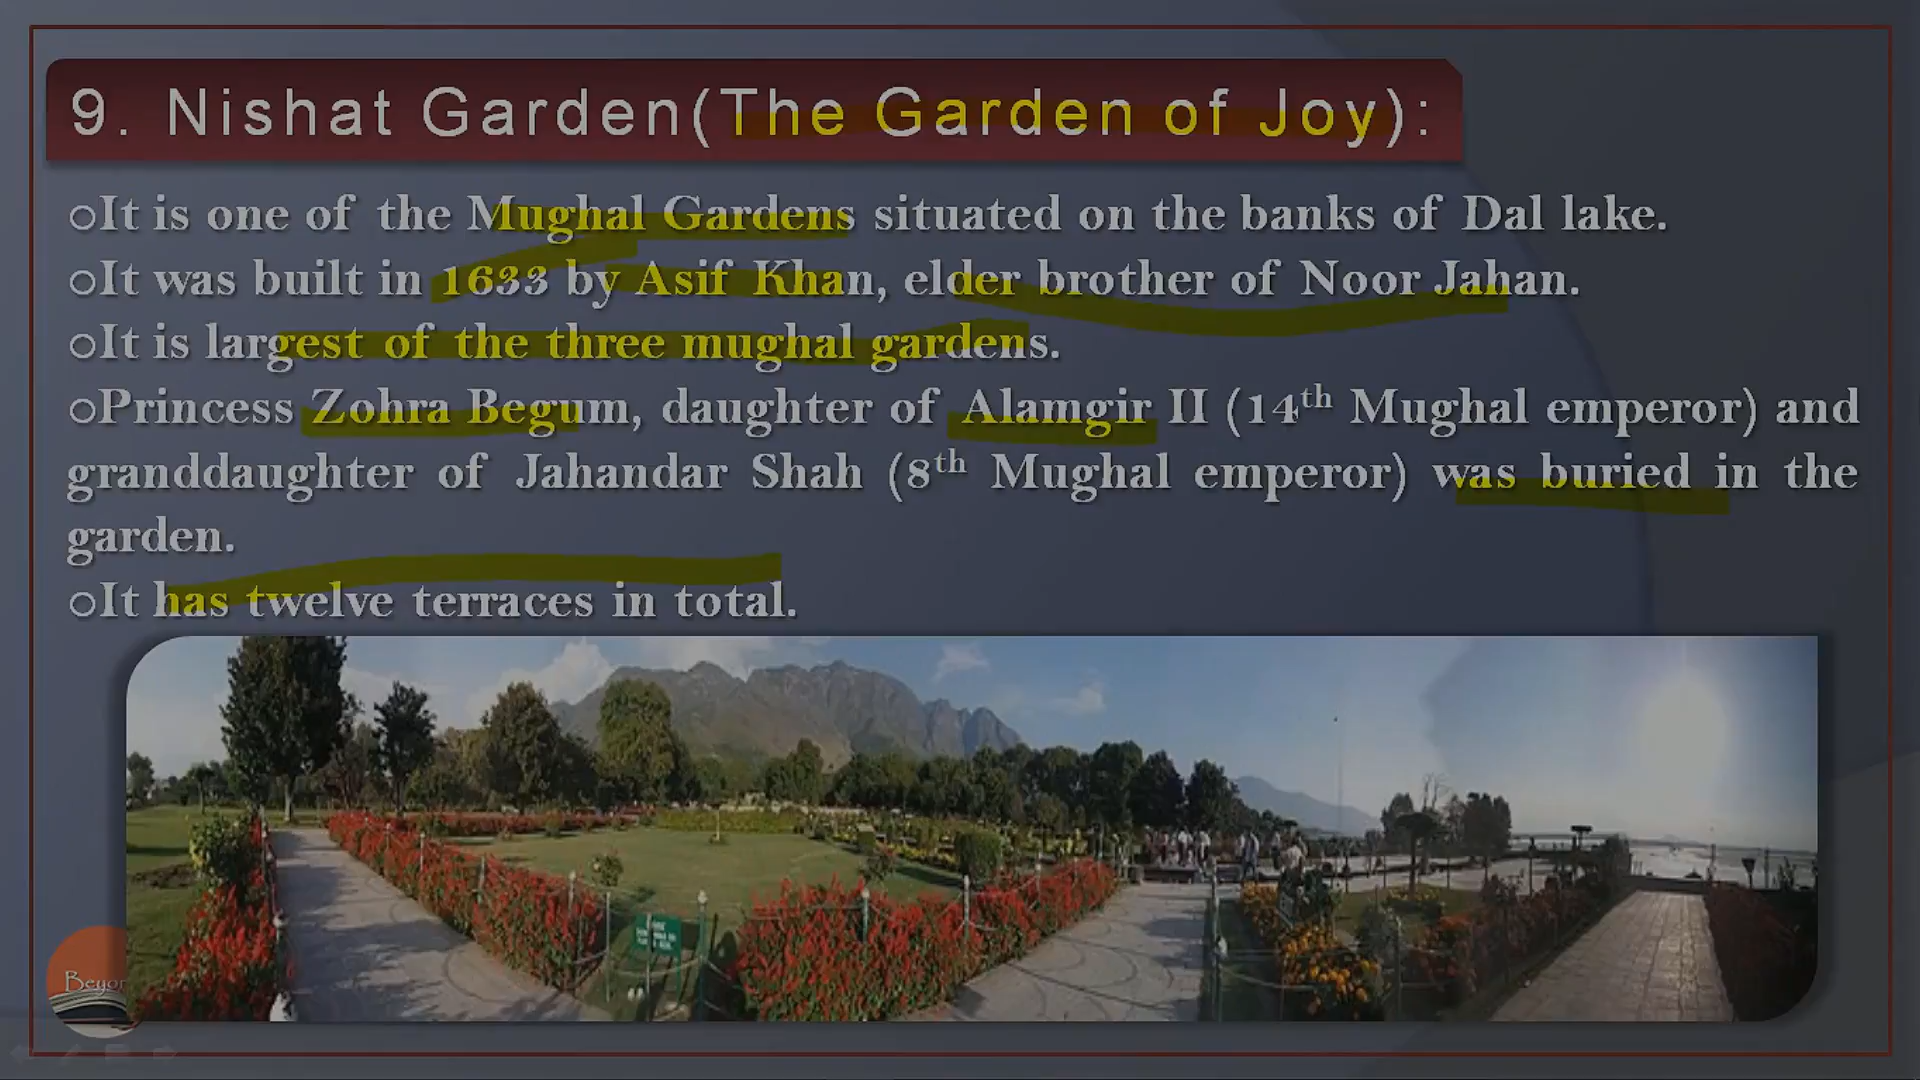 9. Nishat Garden(The Garden of Joy):
oIt is one of the Mughal Gardens situated on the banks of Dal lake.
oIt was built in 1633 by Asif Khan, elder brother of Noor Jahan.
oIt is largest of the three mughal gardens.
oPrincess Zohra Begum, daughter of Alamgir II (14th Mughal emperor) and
granddaughter of Jahandar Shah (8th Mughal emperor) was buried in the
garden.
oIt has twelve terraces in total.
Beyon